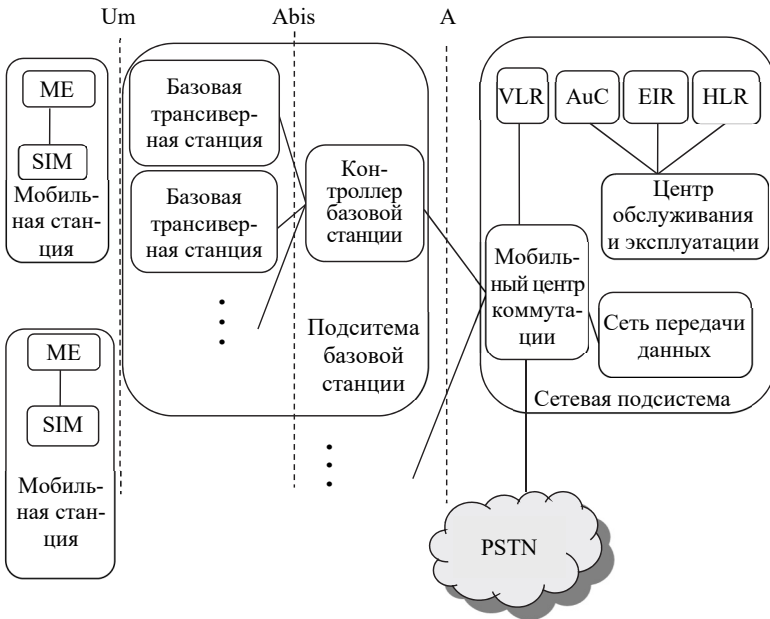 Um
Abis
A
ME
SIM
Мобиль-
ная стан-
ция
Базовая
трансивер-
ная станция
Базовая
трансивер-
ная станция
Кон-
троллер
базовой
станции
Подситема
базовой
станции
VLR
AuC
EIR
HLR
Центр
обслуживания
и эксплуатации
Мобиль-
ный центр
коммута-
ции
Сеть передачи
данных
Сетевая подсистема
ME
SIM
Мобиль-
ная стан-
ция
PSTN